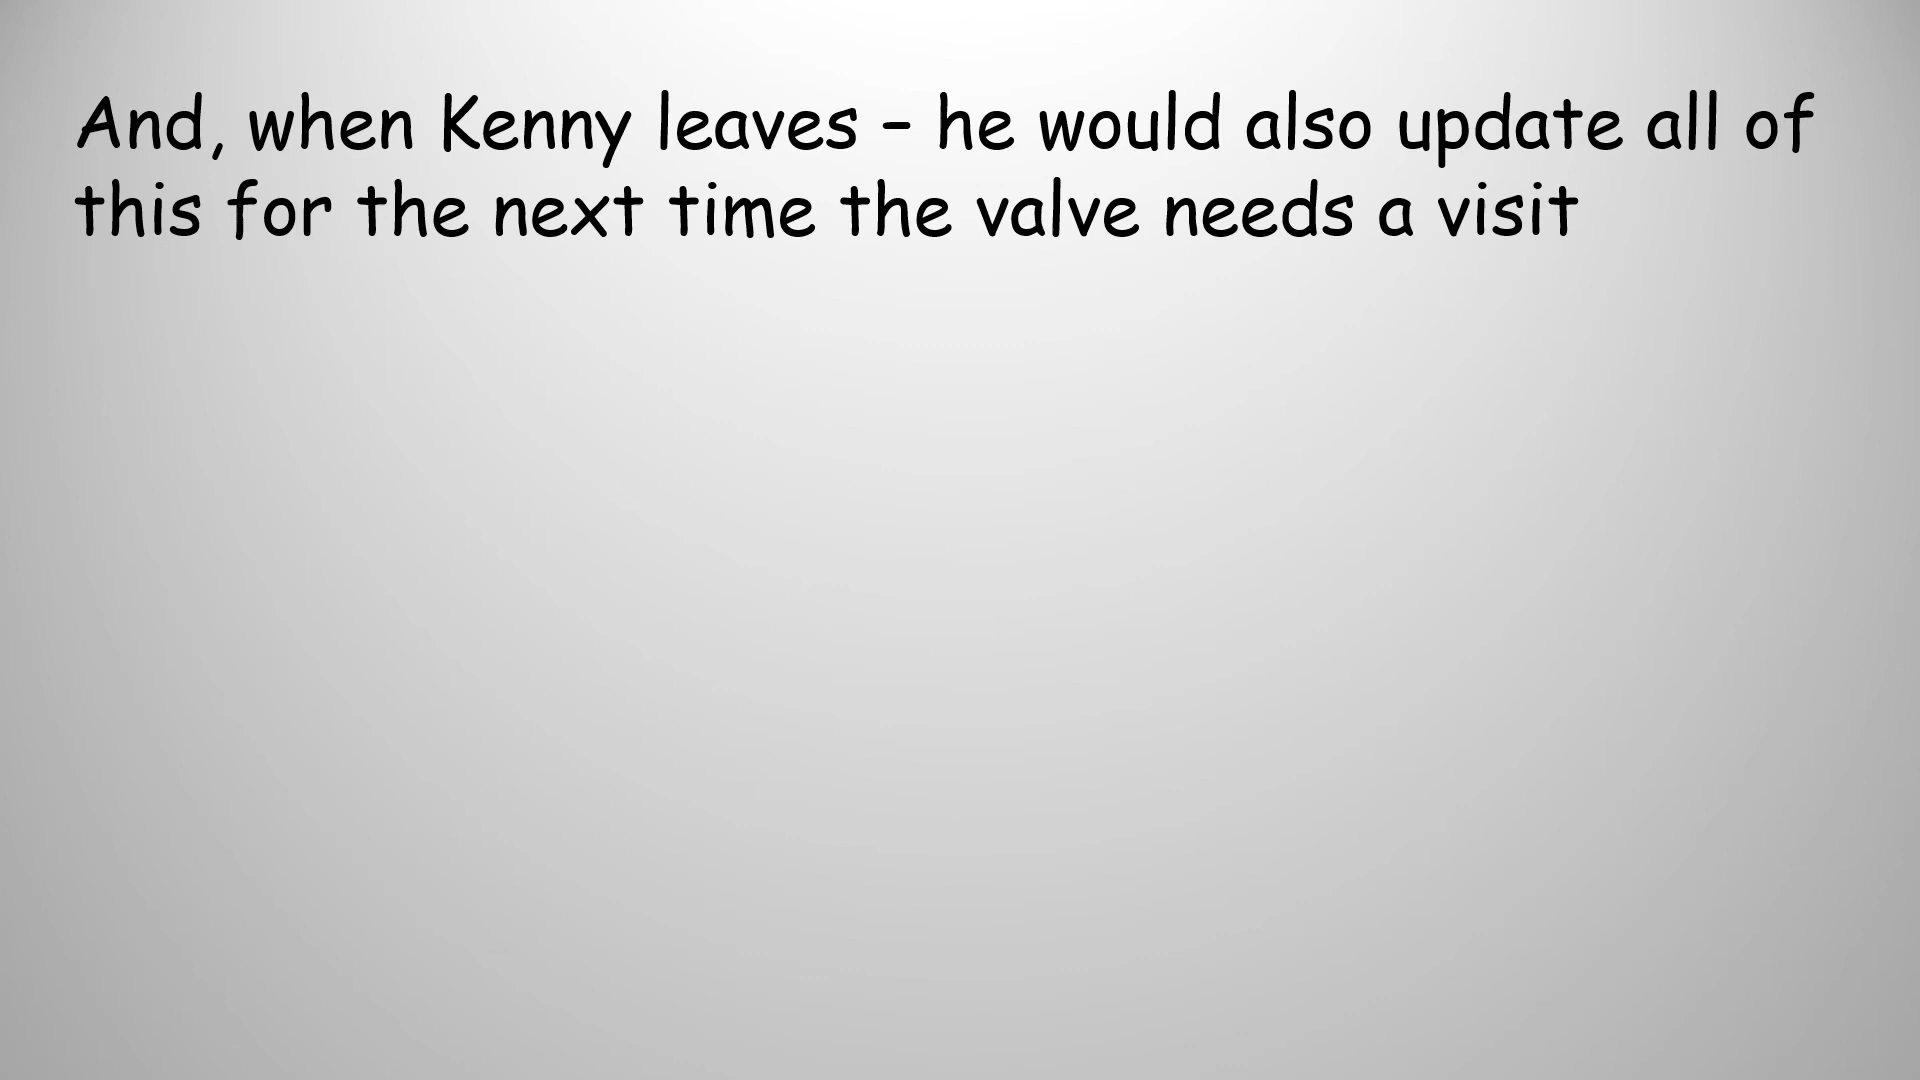 And, when Kenny leaves – he would also update all of
this for the next time the valve needs a visit